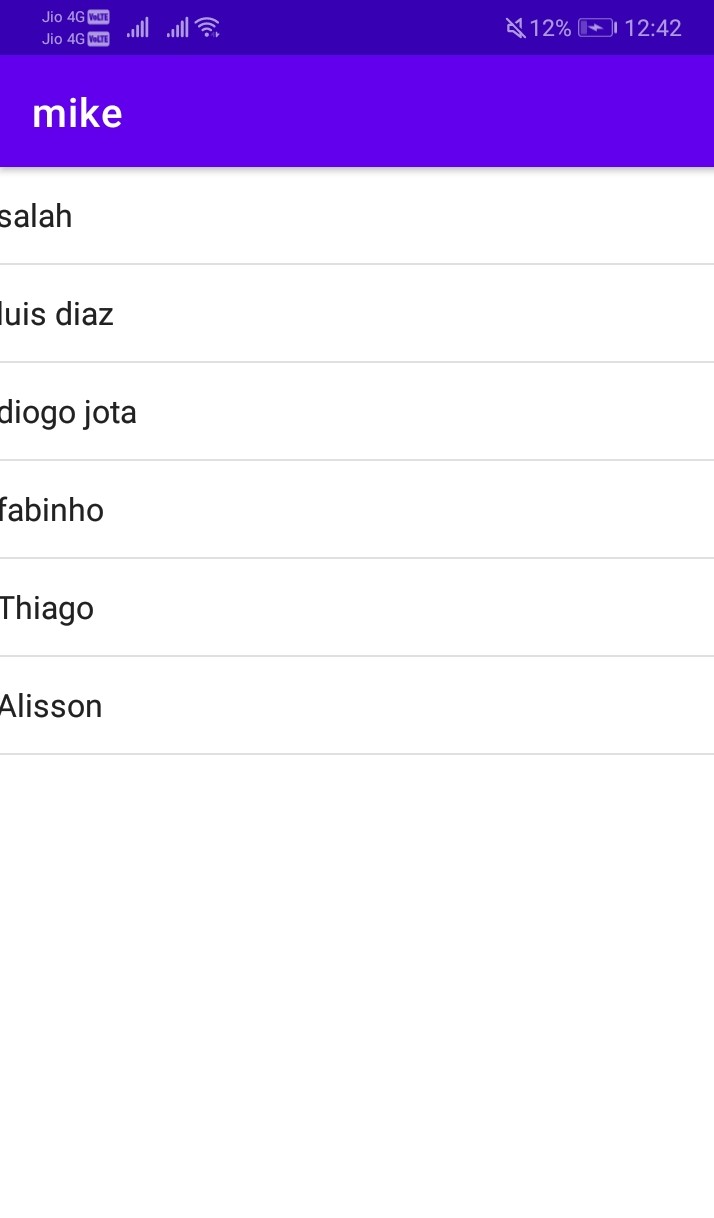 Jio 4G VoLTE
Jio 4G VoLTE
12% 12:42
mike
salah
luis diaz
diogo jota
fabinho
Thiago
Alisson